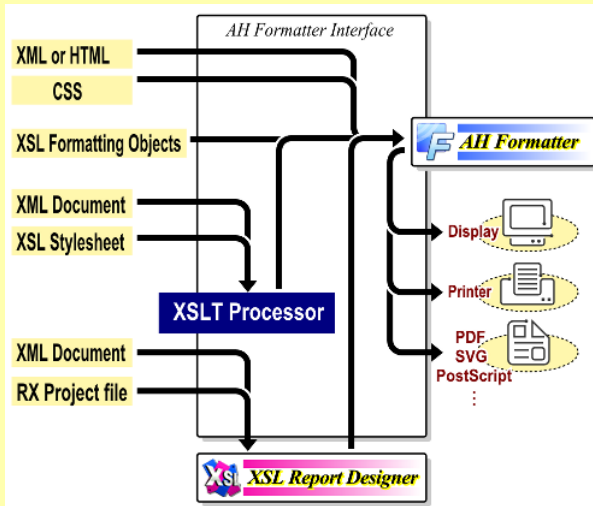 AH Formatter Interface
XML or HTML
CSS
XSL Formatting Objects
AH Formatter
XML Document
XSL Stylesheet
Display
XSLT Processor
Printer
XML Document
RX Project file
PDF
SVG
PostScript
⋮
XSL XSL Report Designer